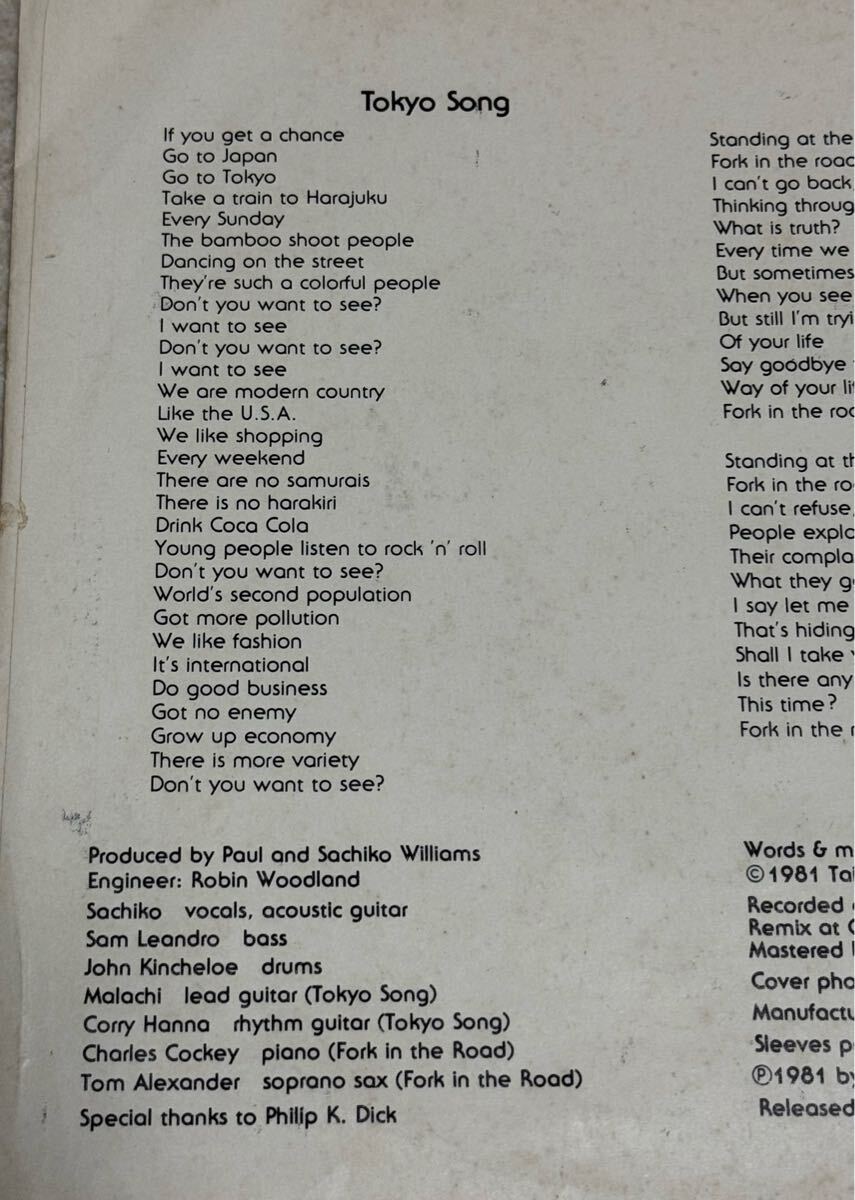 Tokyo Song
If you get a chance
Go to Japan
Go to Tokyo
Take a train to Harajuku
Every Sunday
The bamboo shoot people
Dancing on the street
They're such a colorful people
Don't you want to see?
I want to see
Don't you want to see?
I want to see
We are modern country
Like the U.S.A.
We like shopping
Every weekend
There are no samurais
There is no harakiri
Drink Coca Cola
Young people listen to rock 'n' roll
Don't you want to see?
World's second population
Got more pollution
We like fashion
It's international
Do good business
Got no enemy
Grow up economy
There is more variety
Don't you want to see?
Produced by Paul and Sachiko Williams
Engineer: Robin Woodland
Sachiko vocals, acoustic guitar
Sam Leandro bass
John Kincheloe drums
Malachi lead guitar (Tokyo Song)
Corry Hanna rhythm guitar (Tokyo Song)
Charles Cockey piano (Fork in the Road)
Tom Alexander soprano sax (Fork in the Road)
Special thanks to Philip K. Dick
Standing at the
Fork in the road
I can't go back
Thinking throug
What is truth?
Every time we
But sometimes
When you see
But still I'm tryi
Of your life
Say goodbye
Way of your li
Fork in the roa
Standing at th
Fork in the ro
I can't refuse,
People explo
Their compla
What they g
I say let me
That's hiding
Shall I take
Is there any
This time?
Fork in the r
Words & m
©1981 Ta
Recorded
Remix at
Mastered
Cover pho
Manufactu
Sleeves p
℗1981 by
Released